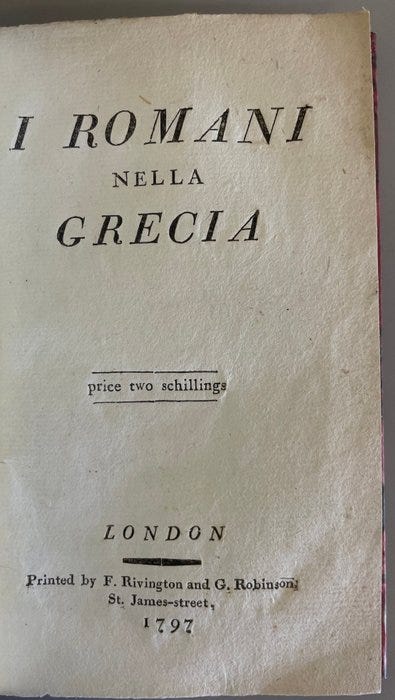 I ROMANI
NELLA
GRECIA
price two schillings
LONDON
Printed by F. Rivington and G. Robinson;
St. James-street,
1797